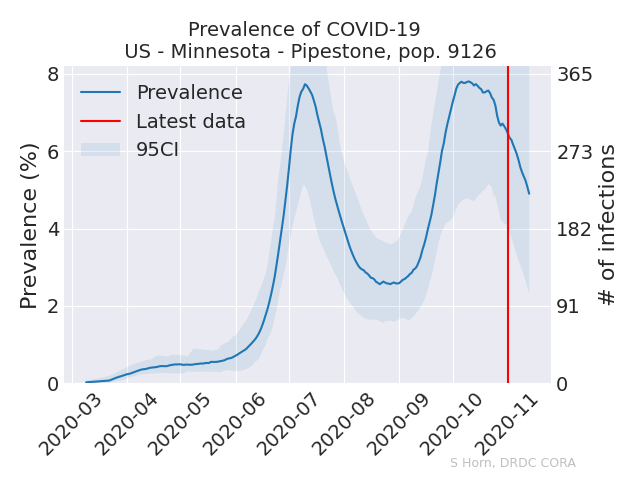 Prevalence of COVID-19
US - Minnesota - Pipestone, pop. 9126
Prevalence
Latest data
95CI
Prevalence (%)
8
6
4
2
0
# of infections
365
273
182
91
0
2020-03
2020-04
2020-05
2020-06
2020-07
2020-08
2020-09
2020-10
2020-11
S Horn, DRDC CORA